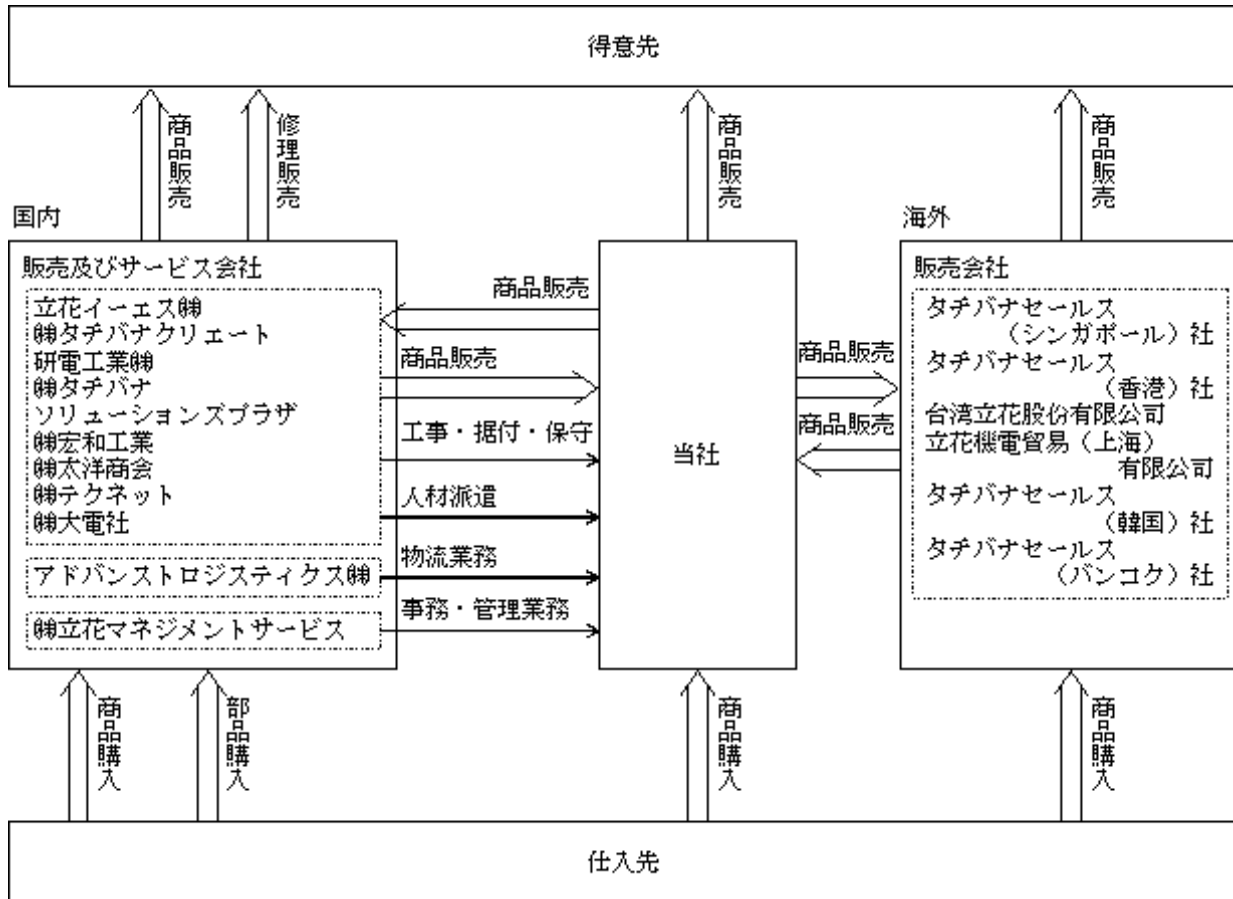 得意先
商品販売
修理販売
商品販売
商品販売
国内
海外
販売及びサービス会社
立花イーエス㈱
㈱タチバナクリエート
研電工業㈱
㈱タチバナ
ソリューションズプラザ
㈱宏和工業
㈱太洋商会
㈱テクネット
㈱大電社
アドバンストロジスティクス㈱
㈱立花マネジメントサービス
商品販売
商品販売
工事・据付・保守
人材派遣
物流業務
事務・管理業務
当社
商品販売
商品販売
販売会社
タチバナセールス
(シンガポール)社
タチバナセールス
(香港)社
台湾立花股份有限公司
立花機電貿易(上海)
有限公司
タチバナセールス
(韓国)社
タチバナセールス
(バンコク)社
商品購入
部品購入
商品購入
商品購入
仕入先